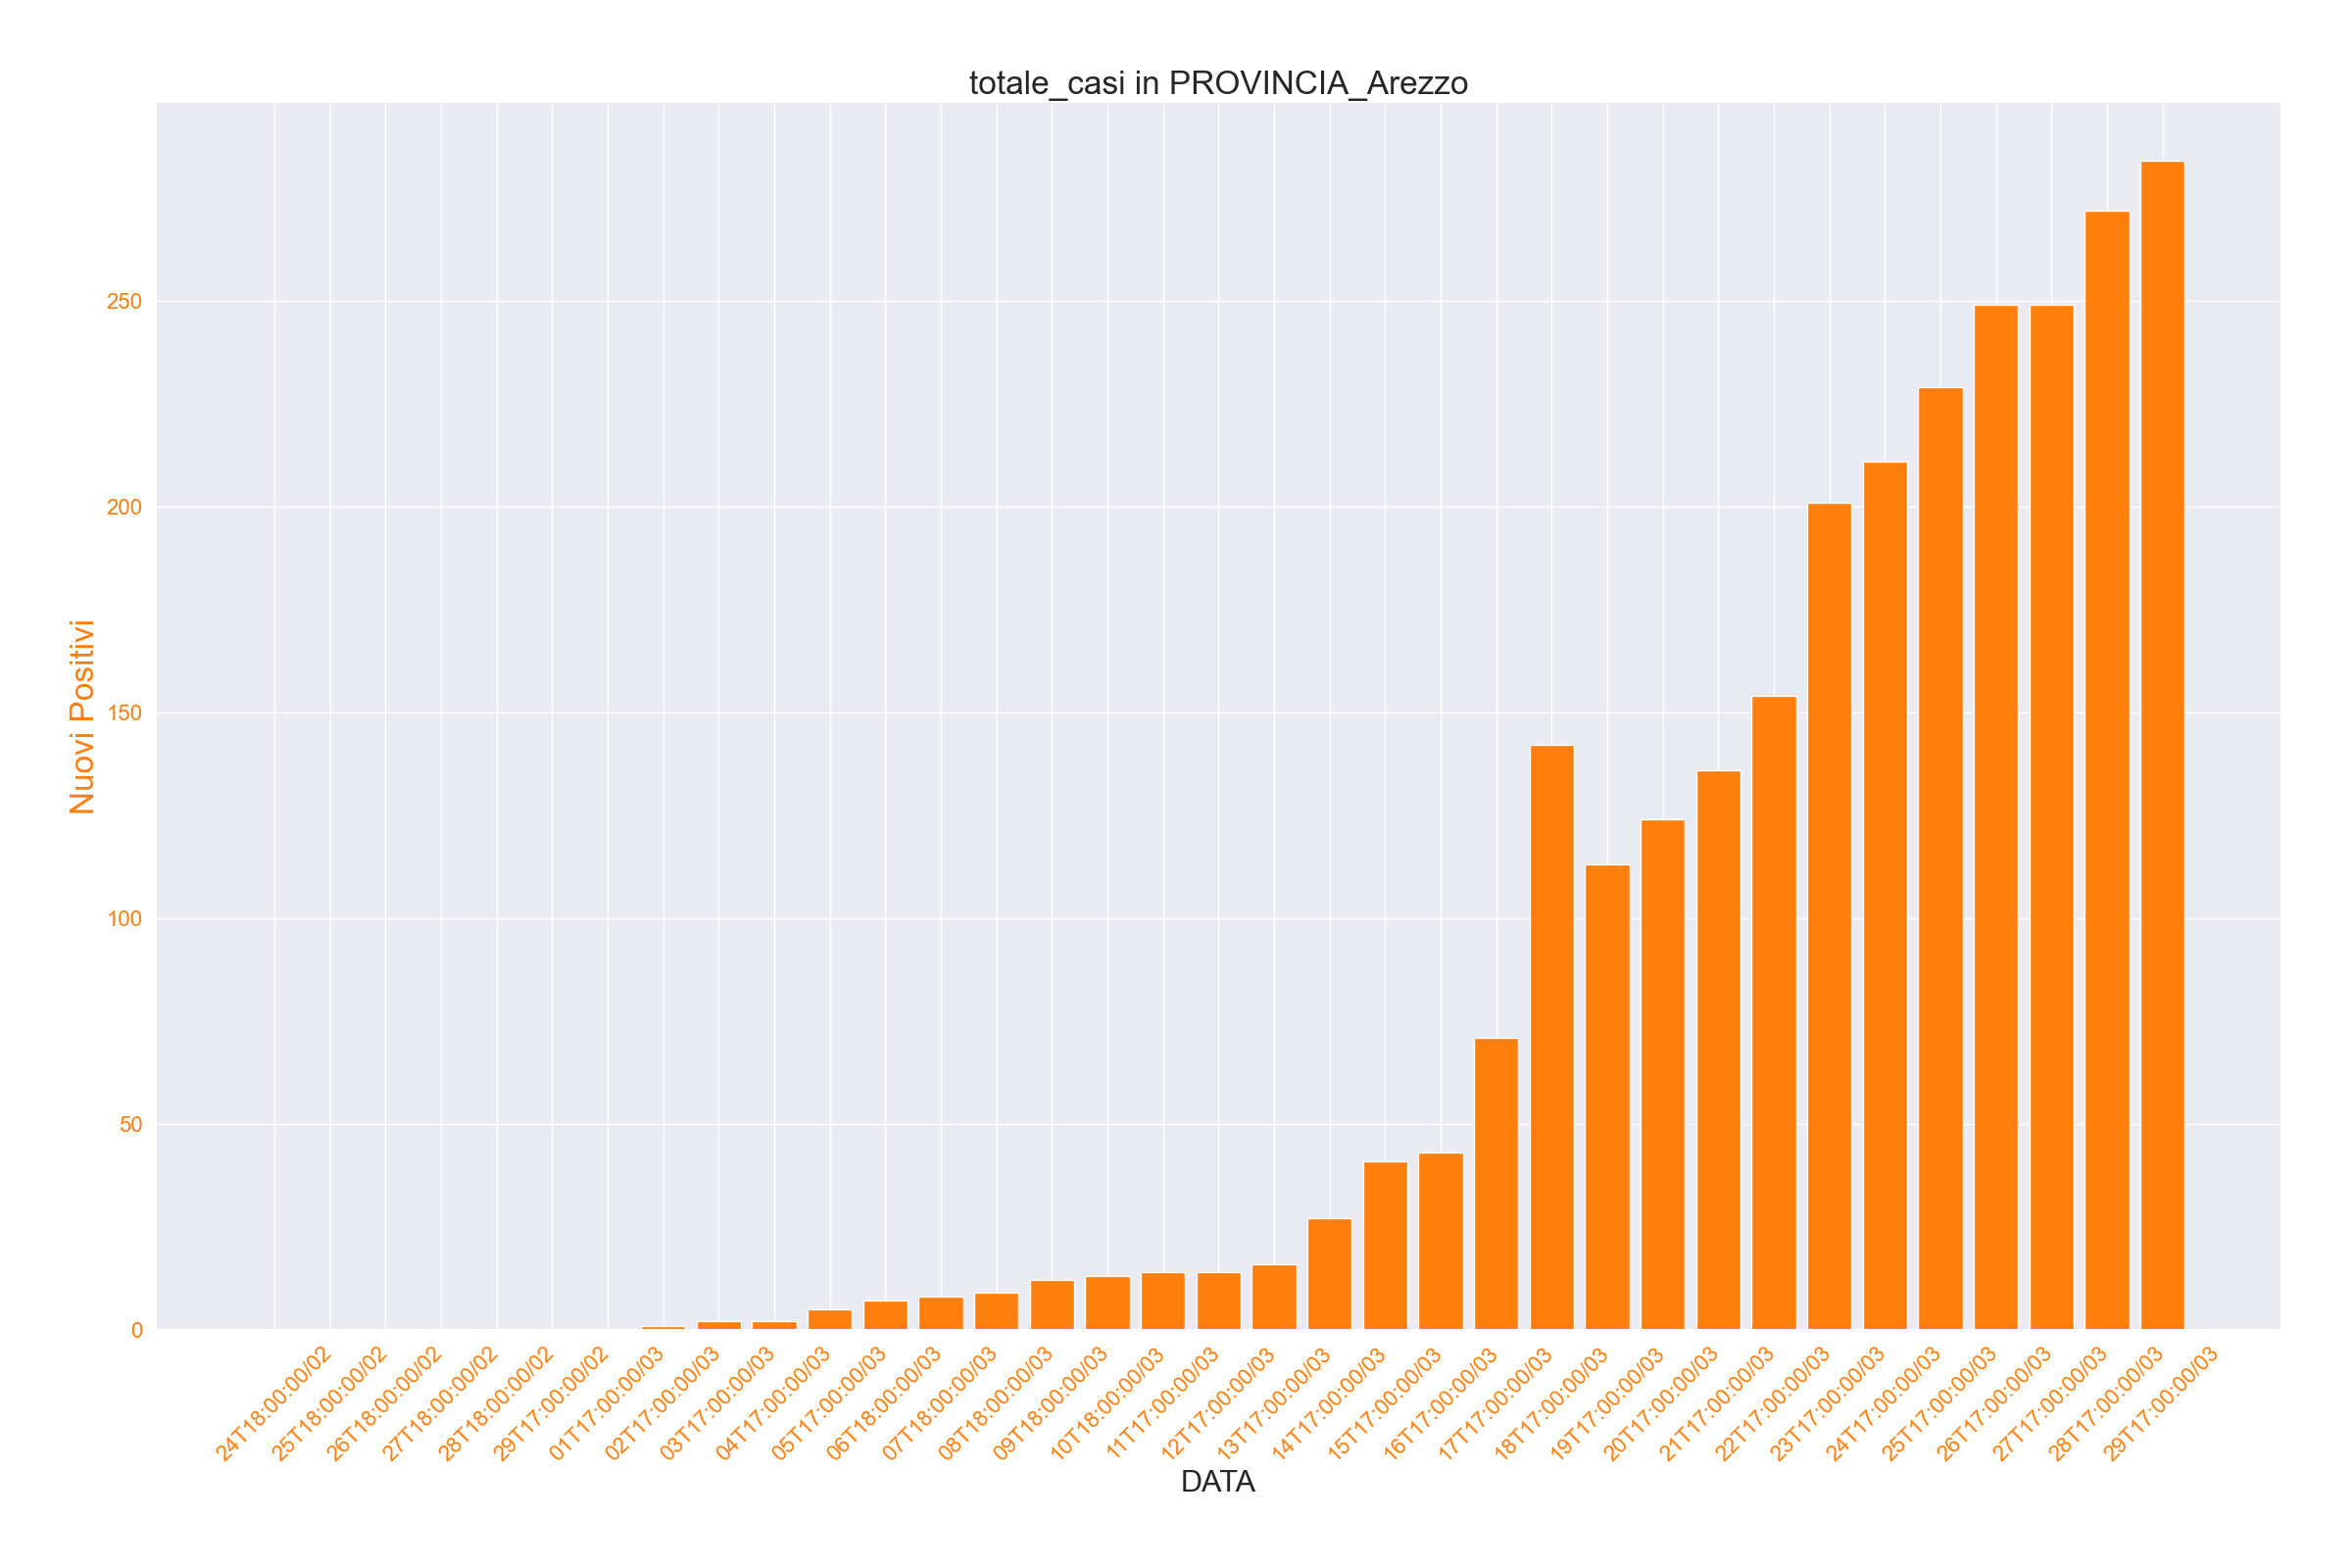 totale_casi in PROVINCIA_Arezzo
Nuovi Positivi
250
200
150
100
50
0
24T18:00:00/02
25T18:00:00/02
26T18:00:00/02
27T18:00:00/02
28T18:00:00/02
29T17:00:00/02
01T17:00:00/03
02T17:00:00/03
03T17:00:00/03
04T17:00:00/03
05T17:00:00/03
06T18:00:00/03
07T18:00:00/03
08T18:00:00/03
09T18:00:00/03
10T18:00:00/03
11T17:00:00/03
12T17:00:00/03
13T17:00:00/03
14T17:00:00/03
15T17:00:00/03
16T17:00:00/03
17T17:00:00/03
18T17:00:00/03
19T17:00:00/03
20T17:00:00/03
21T17:00:00/03
22T17:00:00/03
23T17:00:00/03
24T17:00:00/03
25T17:00:00/03
26T17:00:00/03
27T17:00:00/03
28T17:00:00/03
29T17:00:00/03
DATA